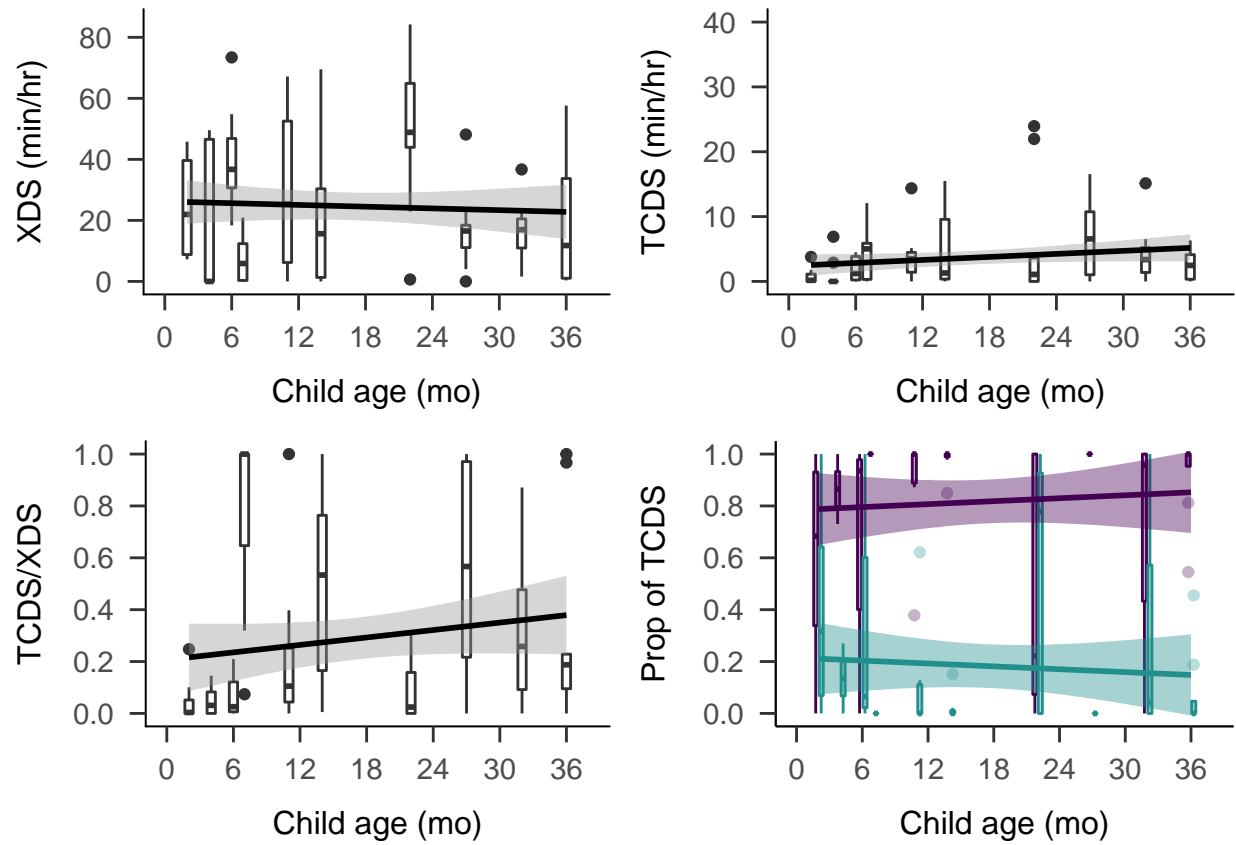 XDS (min/hr)
80
60
40
20
0
0 6 12 18 24 30 36
Child age (mo)
TCDS (min/hr)
40
30
20
10
0
0 6 12 18 24 30 36
Child age (mo)
TCDS/XDS
1.0
0.8
0.6
0.4
0.2
0.0
0 6 12 18 24 30 36
Child age (mo)
Prop of TCDS
1.0
0.8
0.6
0.4
0.2
0.0
0 6 12 18 24 30 36
Child age (mo)